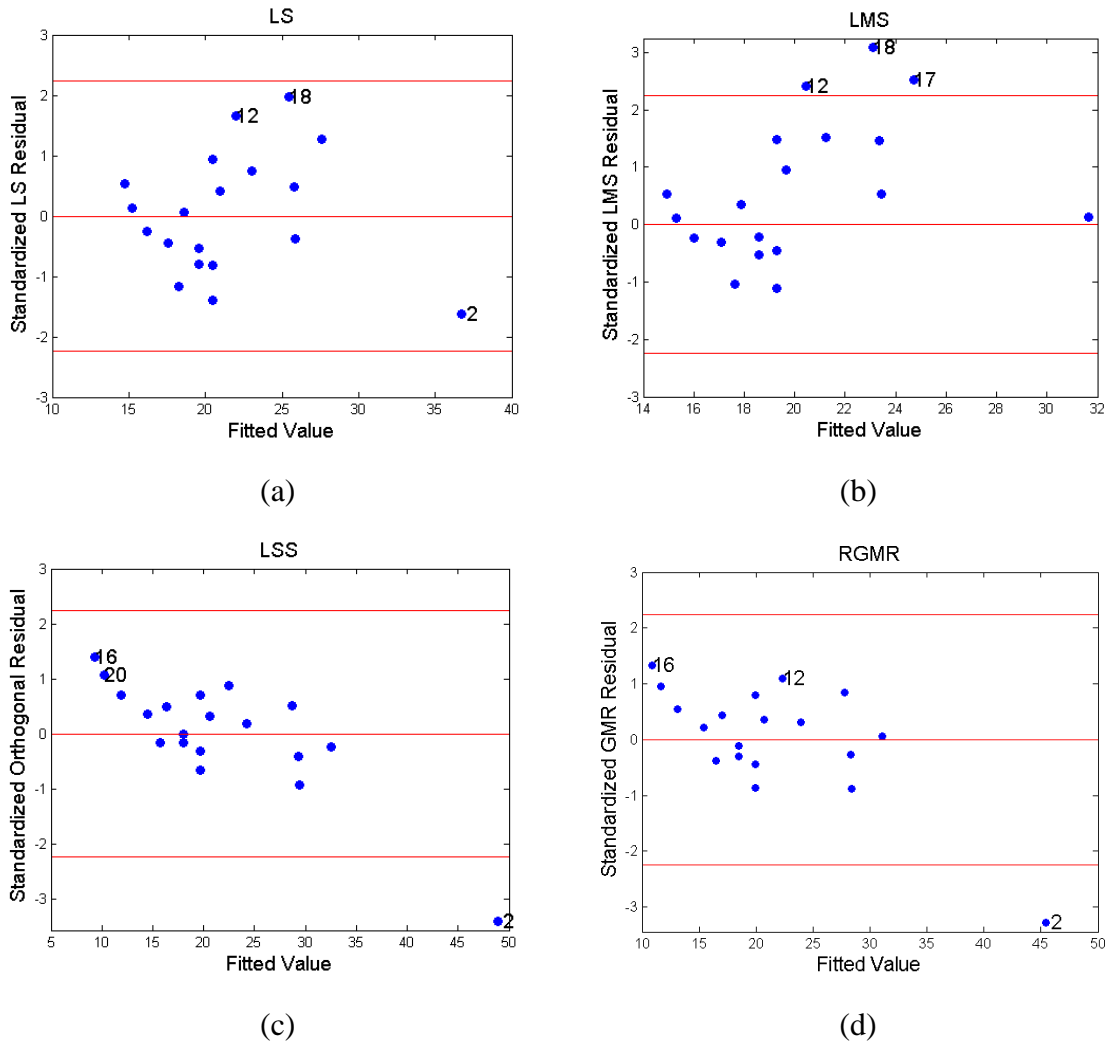 LS
3
2
1
0
-1
-2
-3
10 15 20 25 30 35 40
12
18
2
Standardized LS Residual
Fitted Value
(a)
LMS
3
2
1
0
-1
-2
-3
14 16 18 20 22 24 26 28 30 32
18
12
17
Standardized LMS Residual
Fitted Value
(b)
LSS
3
2
1
0
-1
-2
-3
5 10 15 20 25 30 35 40 45 50
16
20
2
Standardized Orthogonal Residual
Fitted Value
(c)
RGMR
3
2
1
0
-1
-2
-3
10 15 20 25 30 35 40 45 50
16
12
2
Standardized GMR Residual
Fitted Value
(d)